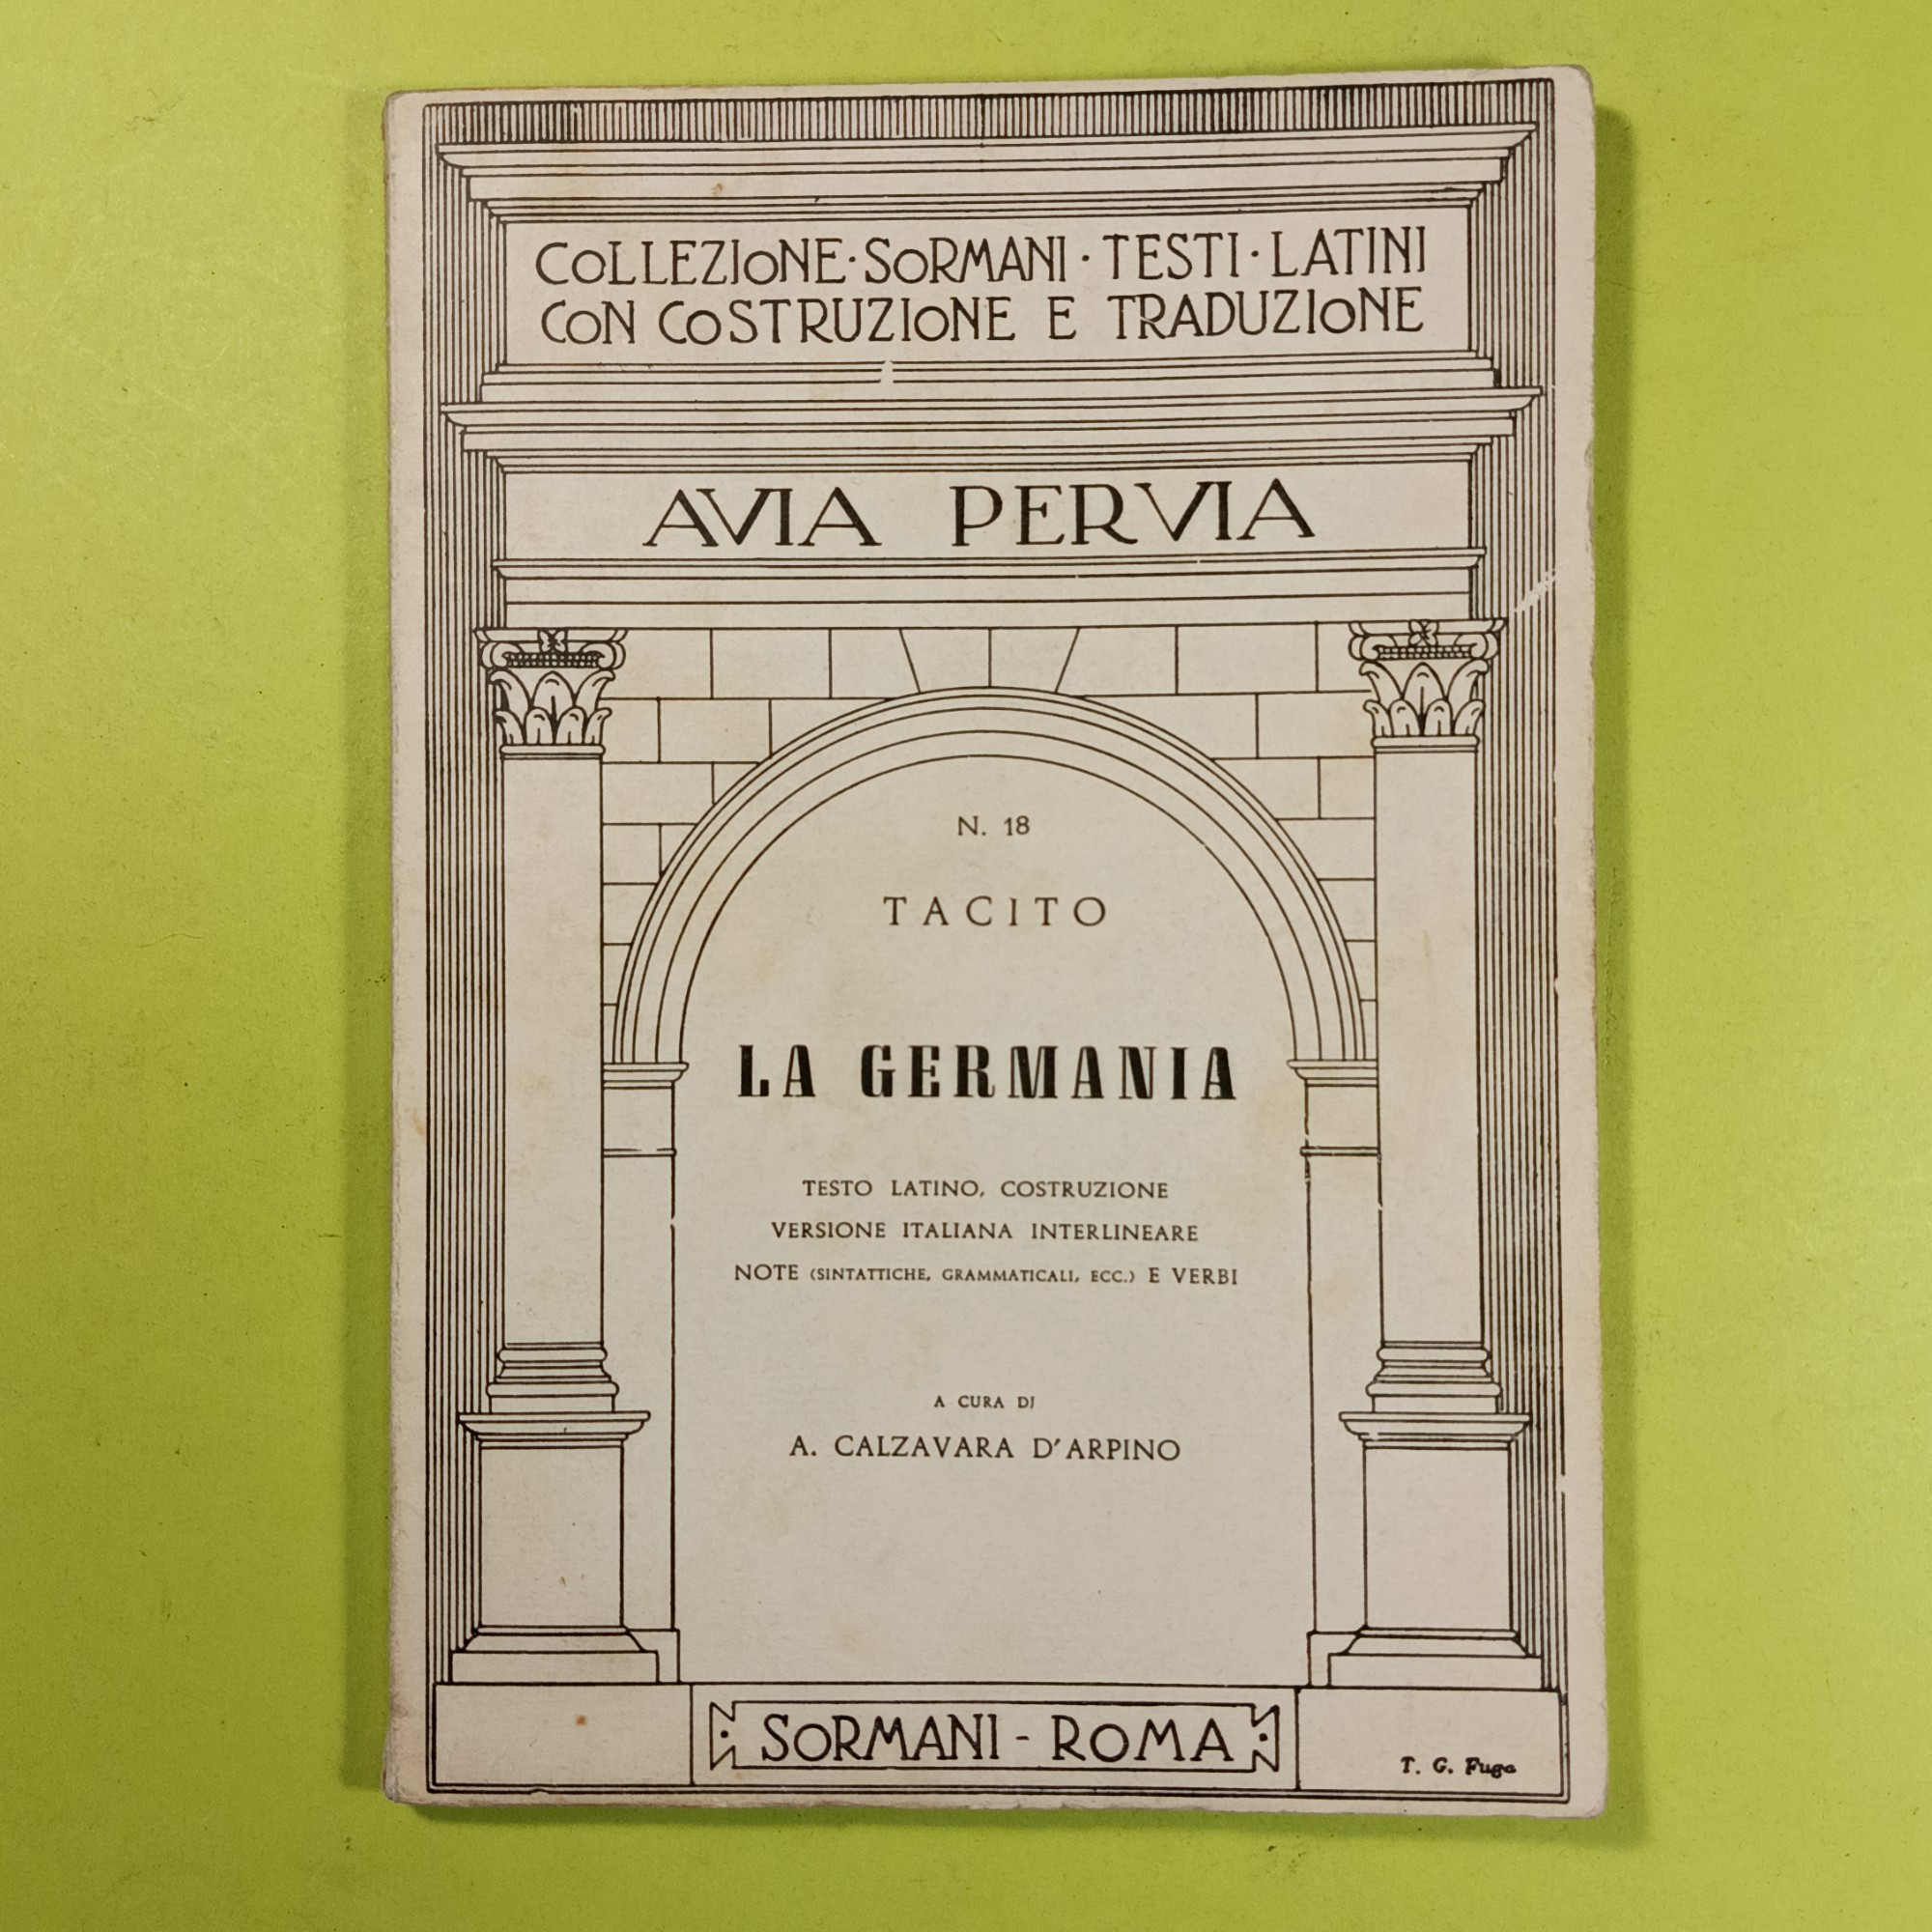 COLLEZIONE·SORMANI·TESTI·LATINI
CON COSTRUZIONE E TRADUZIONE
AVIA PERVIA
N. 18
TACITO
LA GERMANIA
TESTO LATINO, COSTRUZIONE
VERSIONE ITALIANA INTERLINEARE
NOTE (SINTATTICHE, GRAMMATICALI, ECC.) E VERBI
A CURA DI
A. CALZAVARA D'ARPINO
SORMANI - ROMA
T. G. Fuga